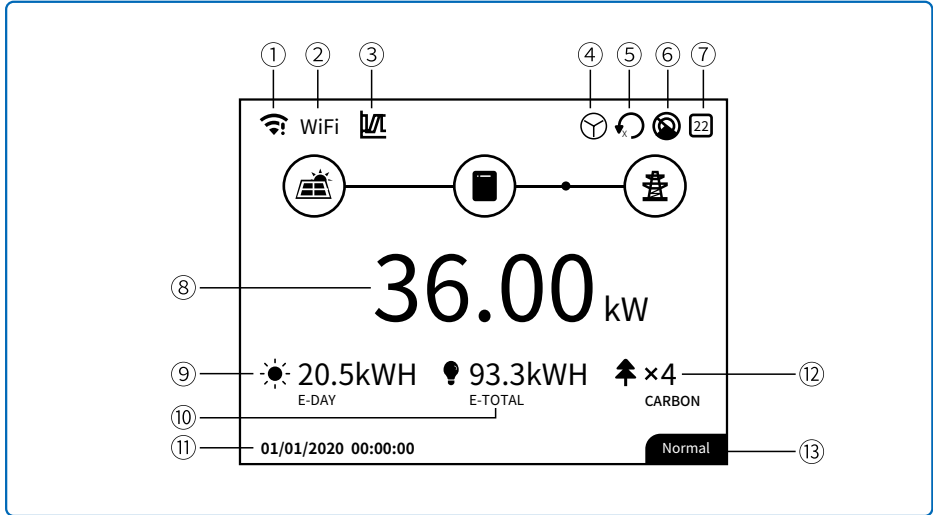 ① ② ③ ④ ⑤ ⑥ ⑦
WiFi 22
x
⑧ 36.00 kW
⑨ 20.5kWH 93.3kWH ×4 ⑫
E-DAY E-TOTAL CARBON
⑩
⑪ 01/01/2020 00:00:00 Normal ⑬